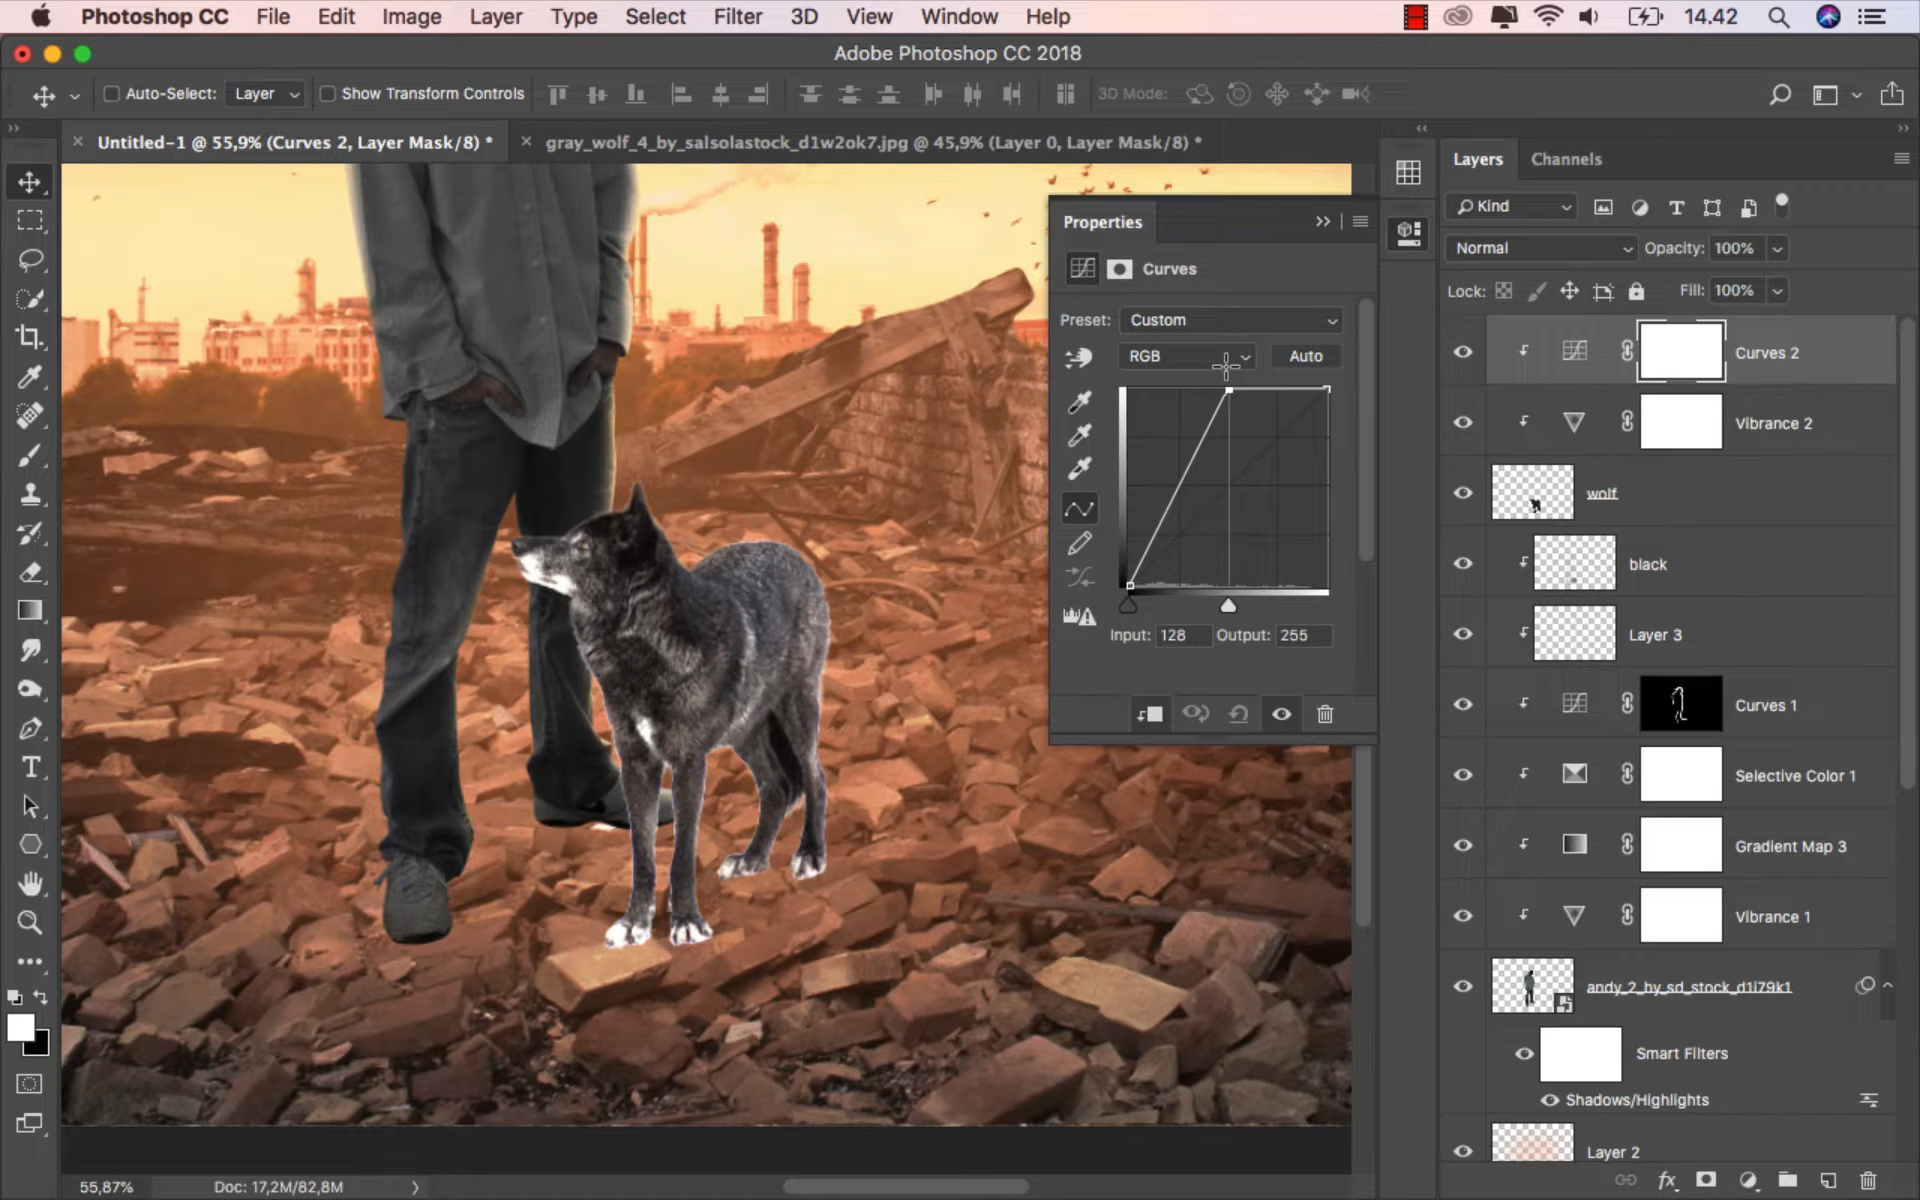 Photoshop CC File Edit Image Layer Type Select Filter 3D View Window Help 14.42
Adobe Photoshop CC 2018
Auto-Select: Layer Show Transform Controls 3D Mode:
Untitled-1 @ 55,9% (Curves 2, Layer Mask/8) * gray_wolf_4_by_salsolastock_d1w2ok7.jpg @ 45,9% (Layer 0, Layer Mask/8) *
Layers Channels
Kind
Normal Opacity: 100%
Lock: Fill: 100%
Properties
Curves
Preset: Custom
RGB Auto
Input: 128 Output: 255
Curves 2
Vibrance 2
wolf
black
Layer 3
Curves 1
Selective Color 1
Gradient Map 3
Vibrance 1
andy_2_by_sd_stock_d1i79k1
Smart Filters
Shadows/Highlights
Layer 2
fx
55,87% Doc: 17,2M/82,8M